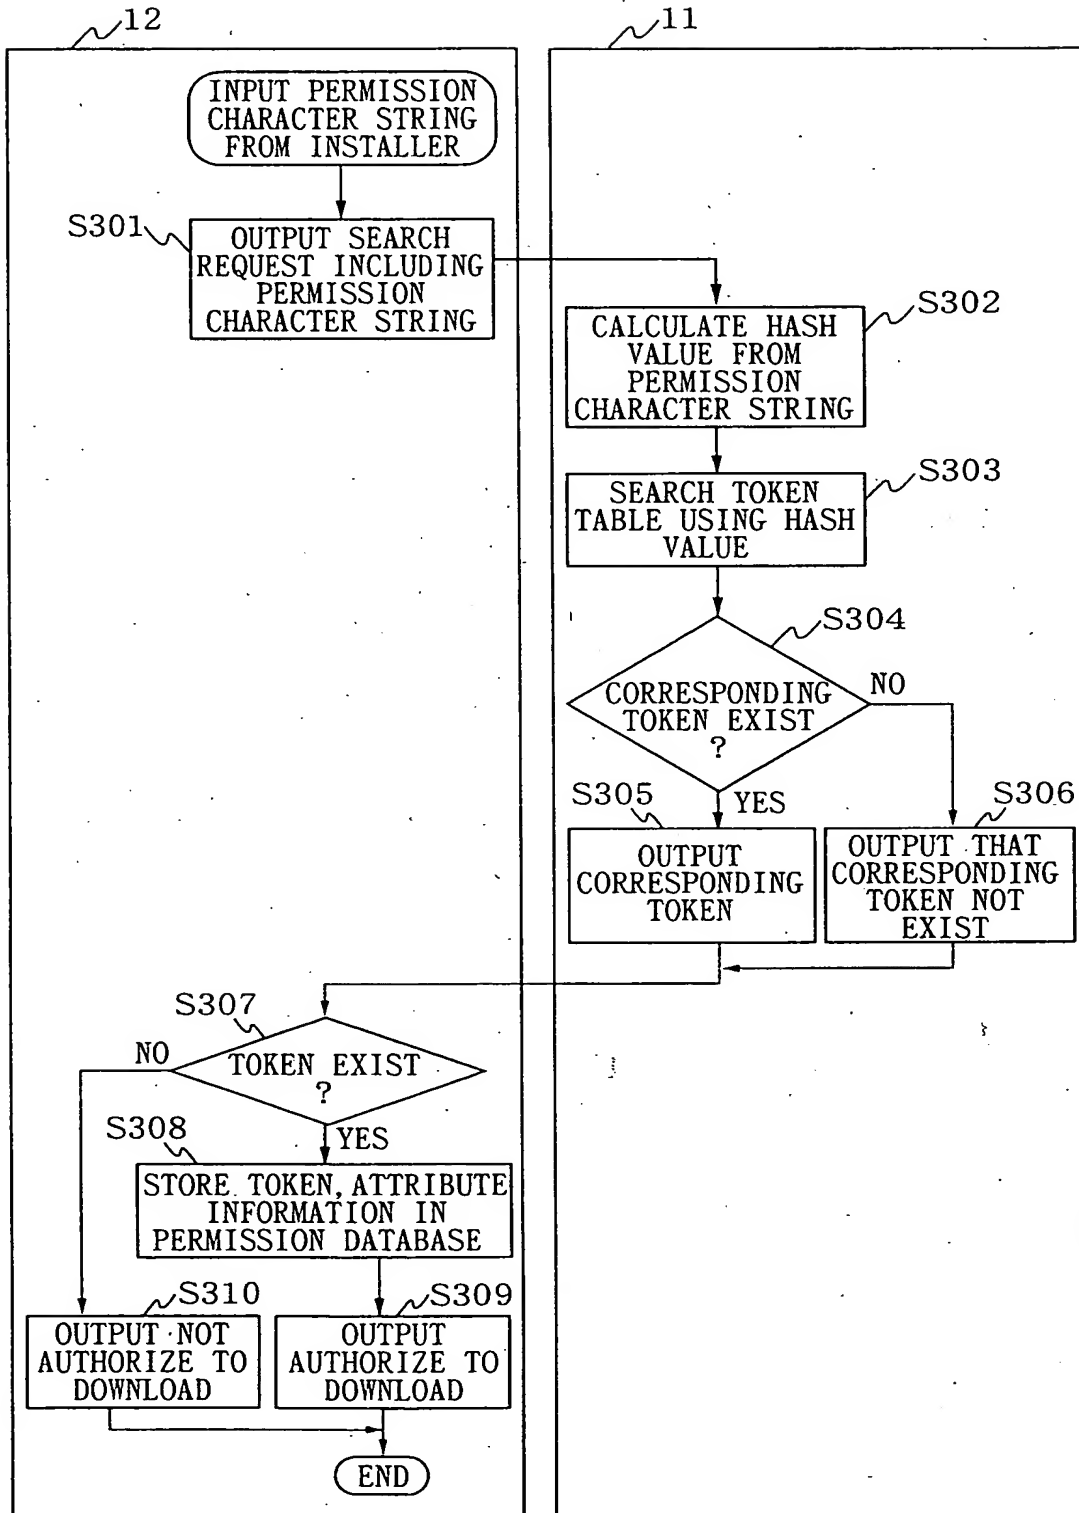 12
11
INPUT PERMISSION
CHARACTER STRING
FROM INSTALLER
S301
OUTPUT SEARCH
REQUEST INCLUDING
PERMISSION
CHARACTER STRING
S302
CALCULATE HASH
VALUE FROM
PERMISSION
CHARACTER STRING
S303
SEARCH TOKEN
TABLE USING HASH
VALUE
S304
CORRESPONDING
TOKEN EXIST
?
NO
YES
S305
OUTPUT
CORRESPONDING
TOKEN
S306
OUTPUT THAT
CORRESPONDING
TOKEN NOT
EXIST
S307
TOKEN EXIST
?
NO
YES
S308
STORE TOKEN, ATTRIBUTE
INFORMATION IN
PERMISSION DATABASE
S310
OUTPUT NOT
AUTHORIZE TO
DOWNLOAD
S309
OUTPUT
AUTHORIZE TO
DOWNLOAD
END